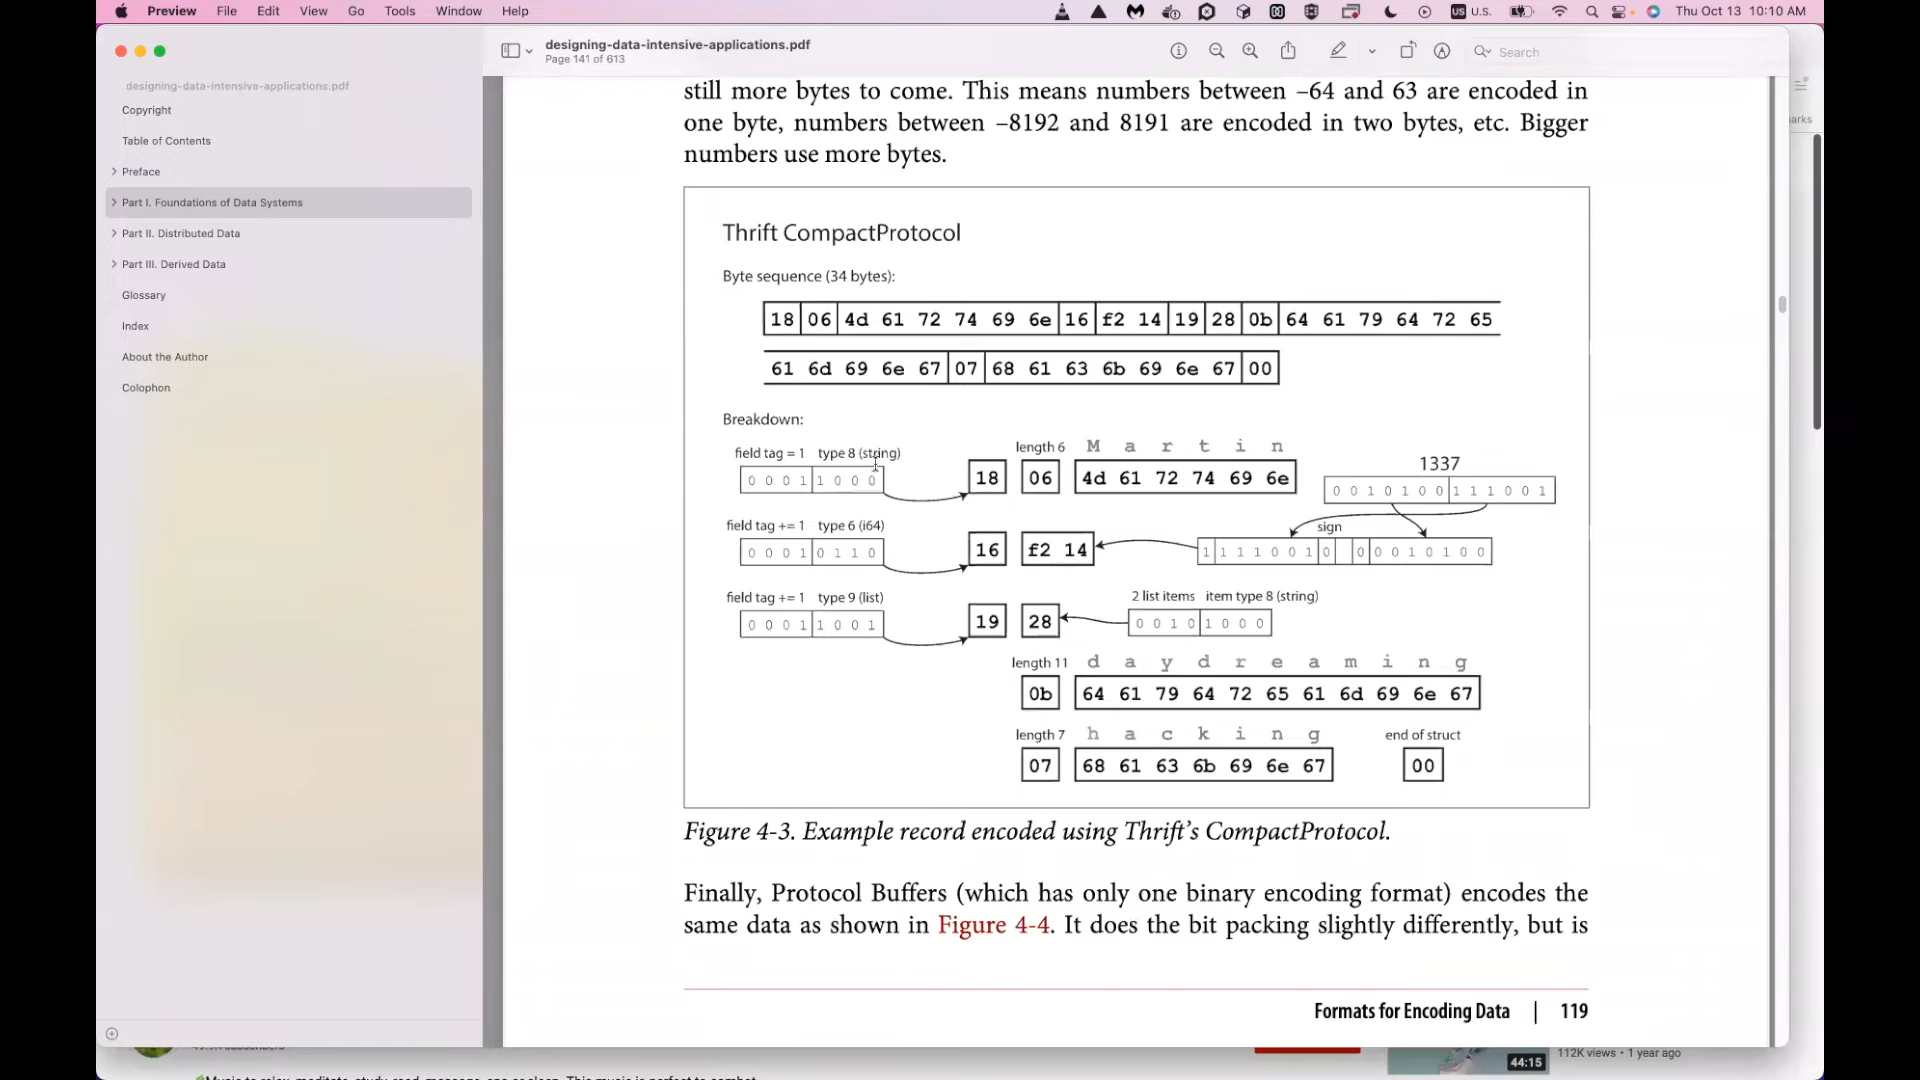 Preview File Edit View Go Tools Window Help U.S. Thu Oct 13 10:10 AM
designing-data-intensive-applications.pdf
Page 141 of 613
Search
designing-data-intensive-applications.pdf
Copyright
Table of Contents
Preface
Part I. Foundations of Data Systems
Part II. Distributed Data
Part III. Derived Data
Glossary
Index
About the Author
Colophon
still more bytes to come. This means numbers between –64 and 63 are encoded in
one byte, numbers between –8192 and 8191 are encoded in two bytes, etc. Bigger
numbers use more bytes.
Thrift CompactProtocol
Byte sequence (34 bytes):
18 06 4d 61 72 74 69 6e 16 f2 14 19 28 0b 64 61 79 64 72 65
61 6d 69 6e 67 07 68 61 63 6b 69 6e 67 00
Breakdown:
field tag = 1 type 8 (string)
0 0 0 1 1 0 0 0
18
length 6 M a r t i n
06 4d 61 72 74 69 6e
1337
0 0 1 0 1 0 0 1 1 1 0 0 1
field tag += 1 type 6 (i64)
0 0 0 1 0 1 1 0
16 f2 14
sign
1 1 1 1 0 0 1 0 0 0 0 1 0 1 0 0
field tag += 1 type 9 (list)
0 0 0 1 1 0 0 1
19 28
2 list items item type 8 (string)
0 0 1 0 1 0 0 0
length 11 d a y d r e a m i n g
0b 64 61 79 64 72 65 61 6d 69 6e 67
length 7 h a c k i n g end of struct
07 68 61 63 6b 69 6e 67 00
Figure 4-3. Example record encoded using Thrift’s CompactProtocol.
Finally, Protocol Buffers (which has only one binary encoding format) encodes the
same data as shown in Figure 4-4. It does the bit packing slightly differently, but is
Formats for Encoding Data | 119
44:15
112K views • 1 year ago